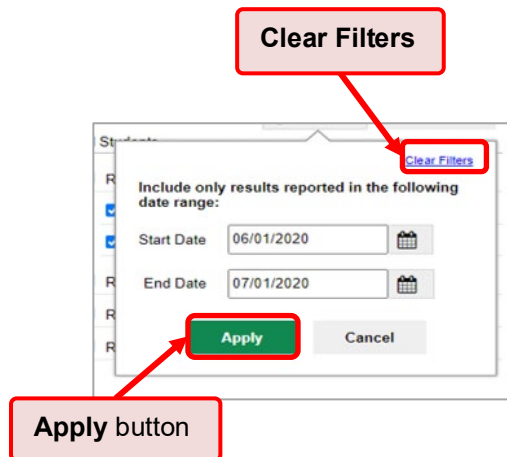 Clear Filters
Students
Clear Filters
R
Include only results reported in the following
date range:
Start Date 06/01/2020
R
End Date 07/01/2020
R
Apply Cancel
R
Apply button